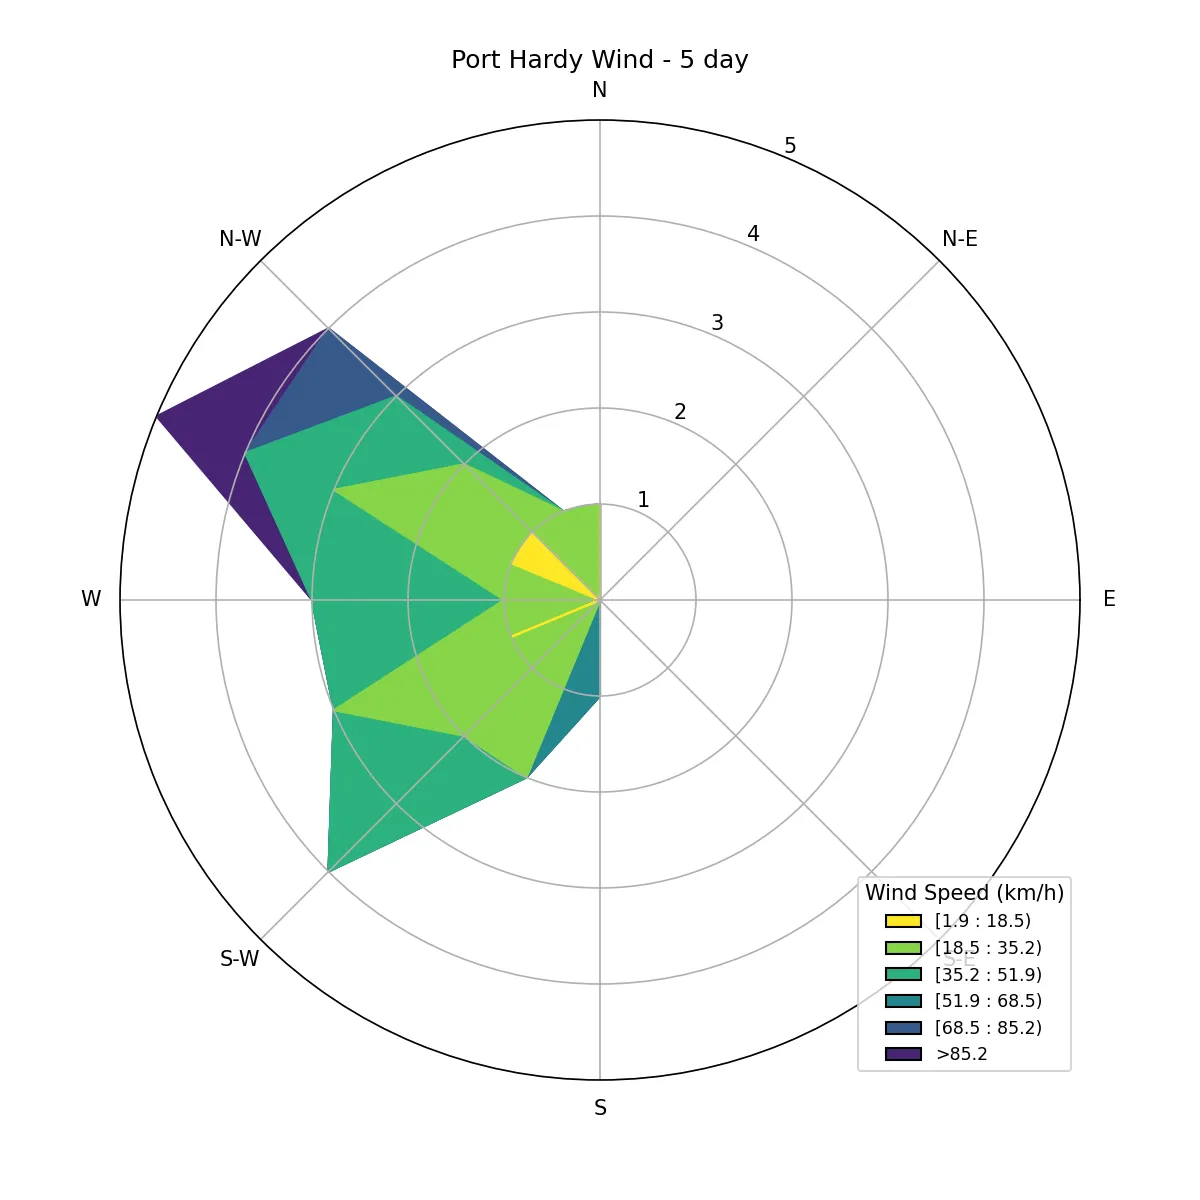 Port Hardy Wind - 5 day
N
5
N-W
N-E
4
3
2
1
W
E
S-W
S-E
Wind Speed (km/h)
[1.9 : 18.5)
[18.5 : 35.2)
[35.2 : 51.9)
[51.9 : 68.5)
[68.5 : 85.2)
>85.2
S